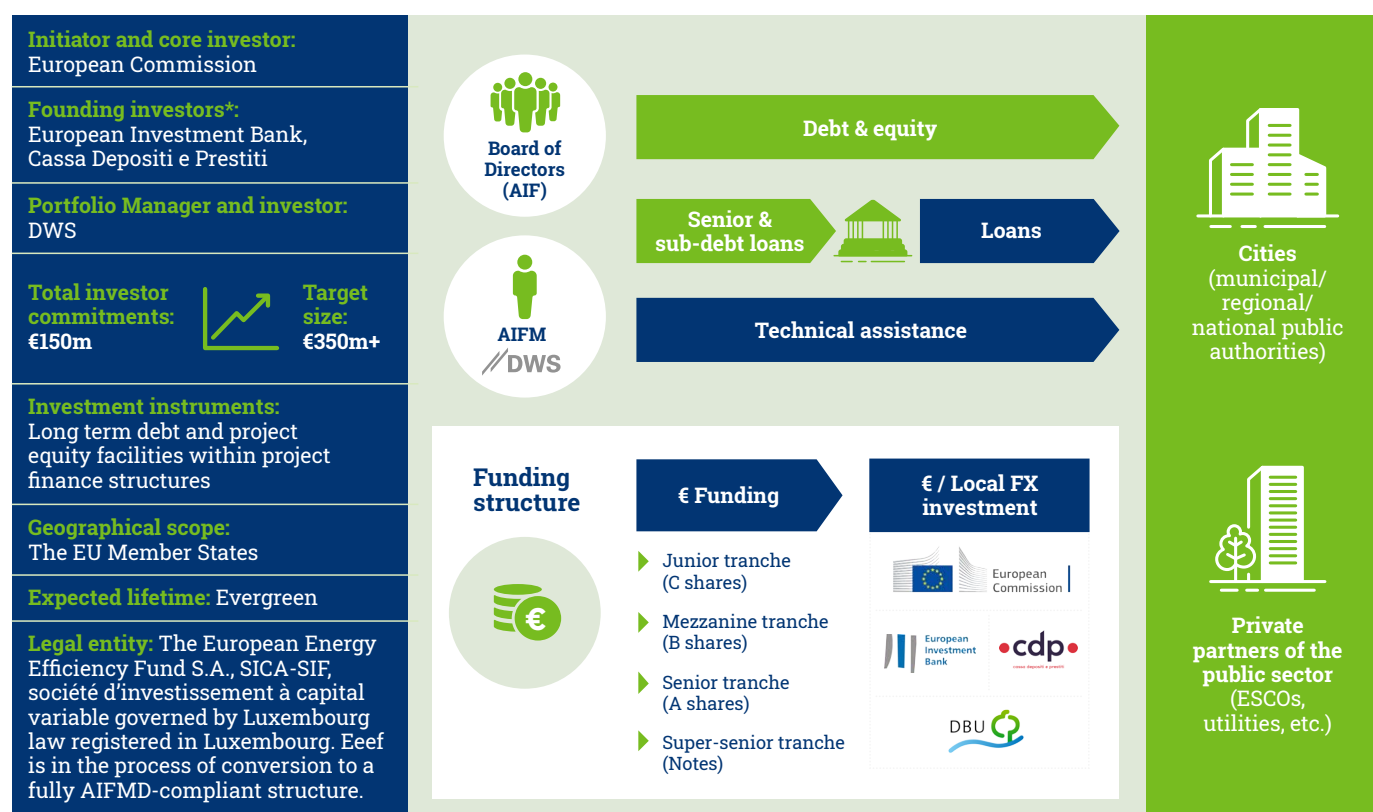 Initiator and core investor:
European Commission
Founding investors*:
European Investment Bank,
Cassa Depositi e Prestiti
Portfolio Manager and investor:
DWS
Total investor
commitments:
€150m
Target
size:
€350m+
Investment instruments:
Long term debt and project
equity facilities within project
finance structures
Geographical scope:
The EU Member States
Expected lifetime: Evergreen
Legal entity: The European Energy
Efficiency Fund S.A., SICA-SIF,
société d’investissement à capital
variable governed by Luxembourg
law registered in Luxembourg. Eeef
is in the process of conversion to a
fully AIFMD-compliant structure.
Board of
Directors
(AIF)
AIFM
DWS
Debt & equity
Senior &
sub-debt loans
Loans
Technical assistance
Funding
structure
€
€ Funding
Junior tranche
(C shares)
Mezzanine tranche
(B shares)
Senior tranche
(A shares)
Super-senior tranche
(Notes)
€ / Local FX
investment
European
Commission
European
Investment
Bank
cdp
cassa depositi e prestiti
DBU
Cities
(municipal/
regional/
national public
authorities)
Private
partners of the
public sector
(ESCOs,
utilities, etc.)